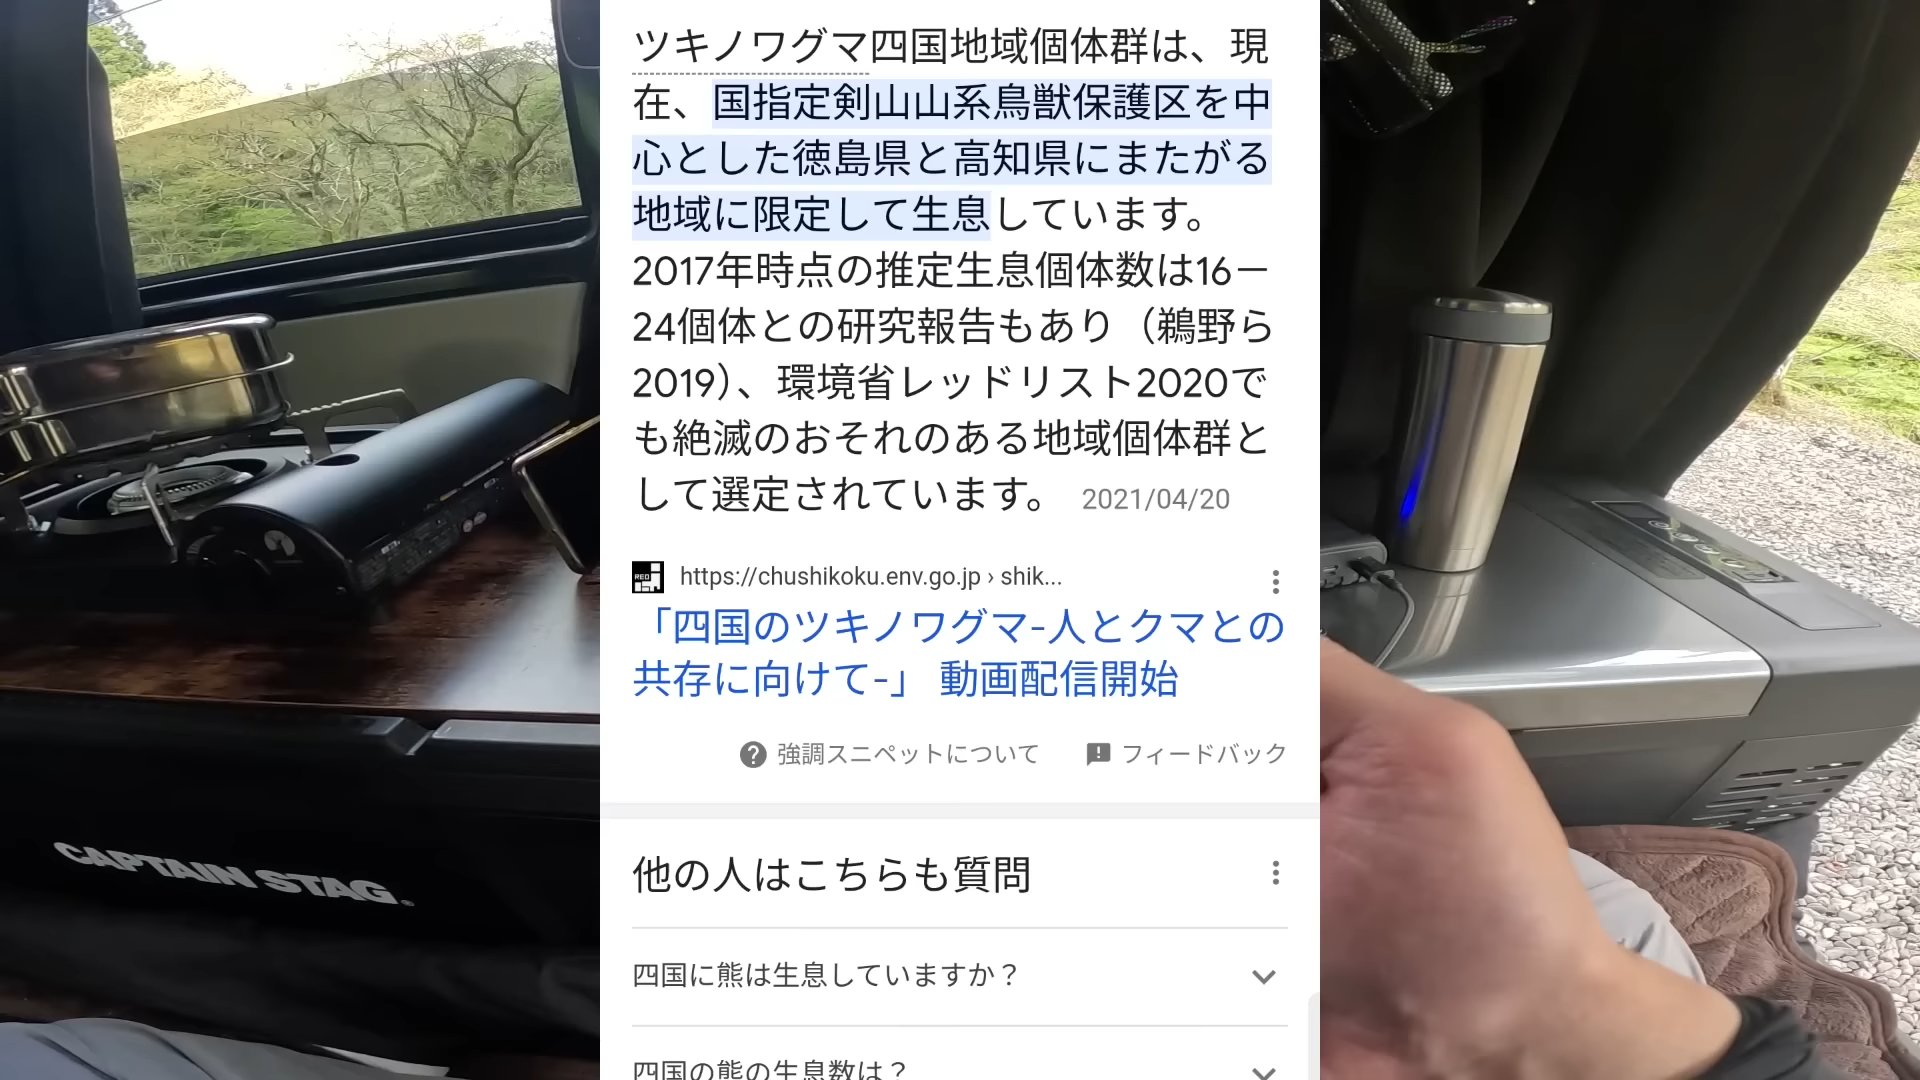 ツキノワグマ四国地域個体群は、現
在、国指定剣山山系鳥獣保護区を中
心とした徳島県と高知県にまたがる
地域に限定して生息しています。
2017年時点の推定生息個体数は16ー
24個体との研究報告もあり（鵜野ら
2019）、環境省レッドリスト2020で
も絶滅のおそれのある地域個体群と
して選定されています。 2021/04/20
https://chushikoku.env.go.jp › shik...
「四国のツキノワグマ-人とクマとの
共存に向けて-」 動画配信開始
強調スニペットについて フィードバック
他の人はこちらも質問
四国に熊は生息していますか？
四国の熊の生息数は？
CAPTAIN STAG®